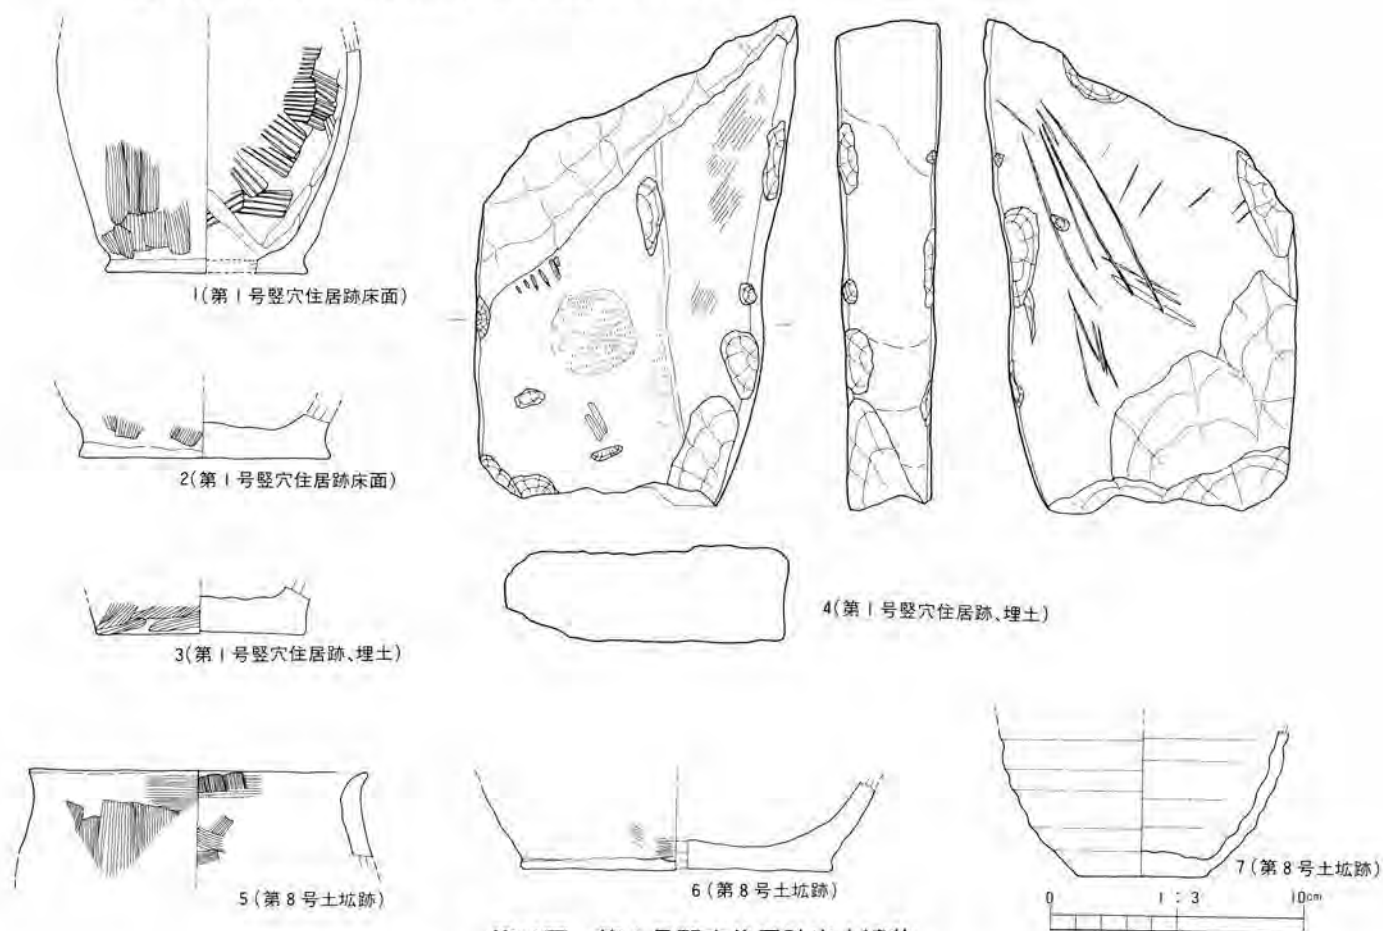 1(第1号竪穴住居跡床面)
2(第1号竪穴住居跡床面)
3(第1号竪穴住居跡、埋土)
4(第1号竪穴住居跡、埋土)
5(第8号土拡跡)
6(第8号土拡跡)
7(第8号土拡跡)
0 1:3 10cm